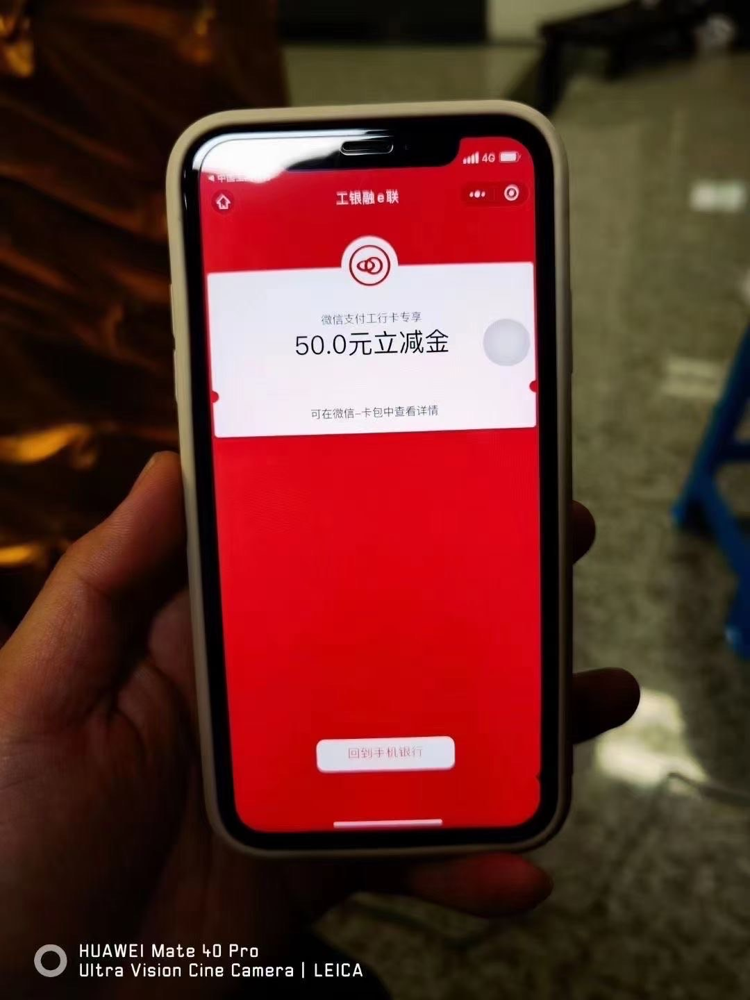 4G
工银融e联
微信支付工行卡专享
50.0元立减金
可在微信-卡包中查看详情
回到手机银行
HUAWEI Mate 40 Pro
Ultra Vision Cine Camera | LEICA